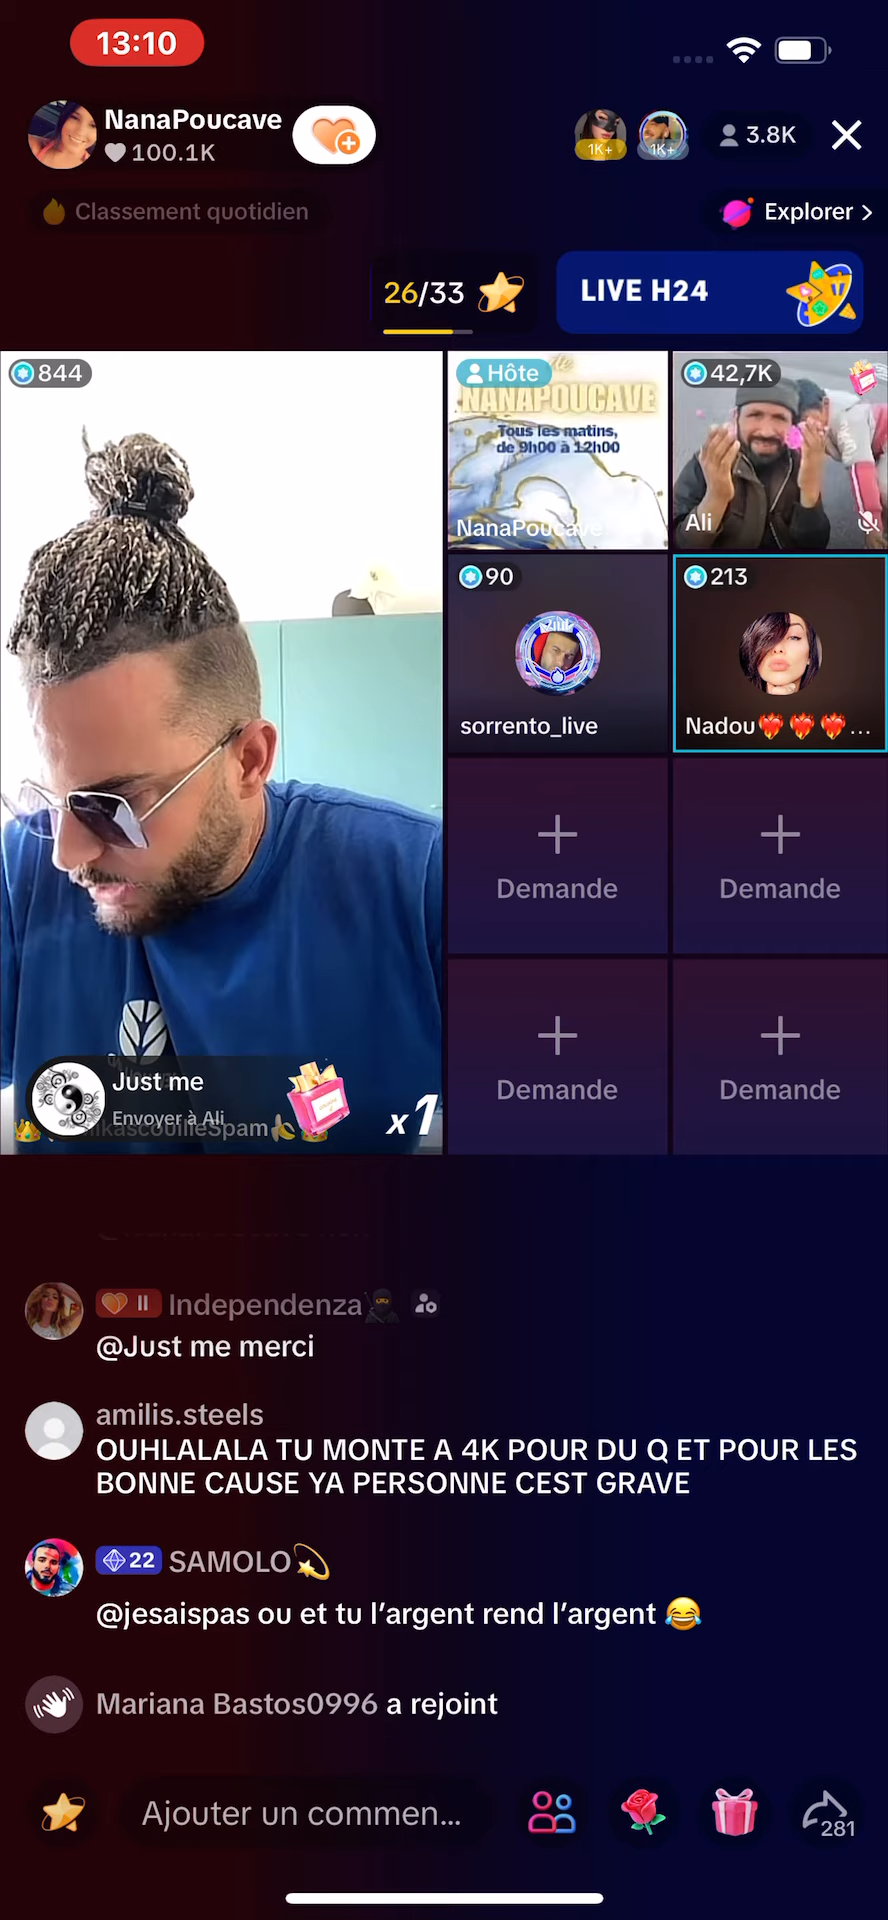 13:10
NanaPoucave
100.1K
1K+
1K+
3.8K
Classement quotidien
Explorer
26/33
LIVE H24
844
Hôte
NANAPOUCAVE
Tous les matins,
de 9h00 à 12h00
NanaPoucave
42,7K
Ali
90
sorrento_live
213
Nadou❤️‍🔥❤️‍🔥❤️‍🔥...
Demande
Demande
Demande
Demande
Just me
Envoyer à Ali
x1
II Independenza🥷
@Just me merci
amilis.steels
OUHLALALA TU MONTE A 4K POUR DU Q ET POUR LES
BONNE CAUSE YA PERSONNE CEST GRAVE
22 SAMOLO💫
@jesaispas ou et tu l’argent rend l’argent 😂
Mariana Bastos0996 a rejoint
Ajouter un commen...
281